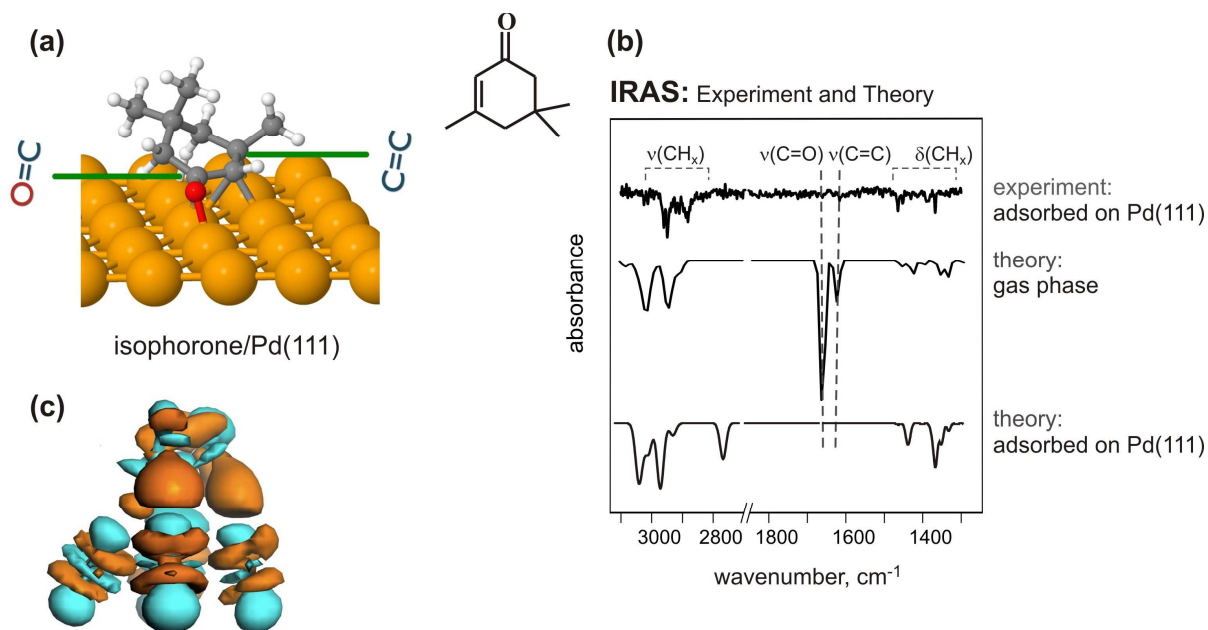 (a)
O=C
C=C
isophorone/Pd(111)
O
(b)
IRAS: Experiment and Theory
ν(CHx)
ν(C=O)
ν(C=C)
δ(CHx)
experiment:
adsorbed on Pd(111)
theory:
gas phase
theory:
adsorbed on Pd(111)
absorbance
3000
2800
1800
1600
1400
wavenumber, cm-1
(c)